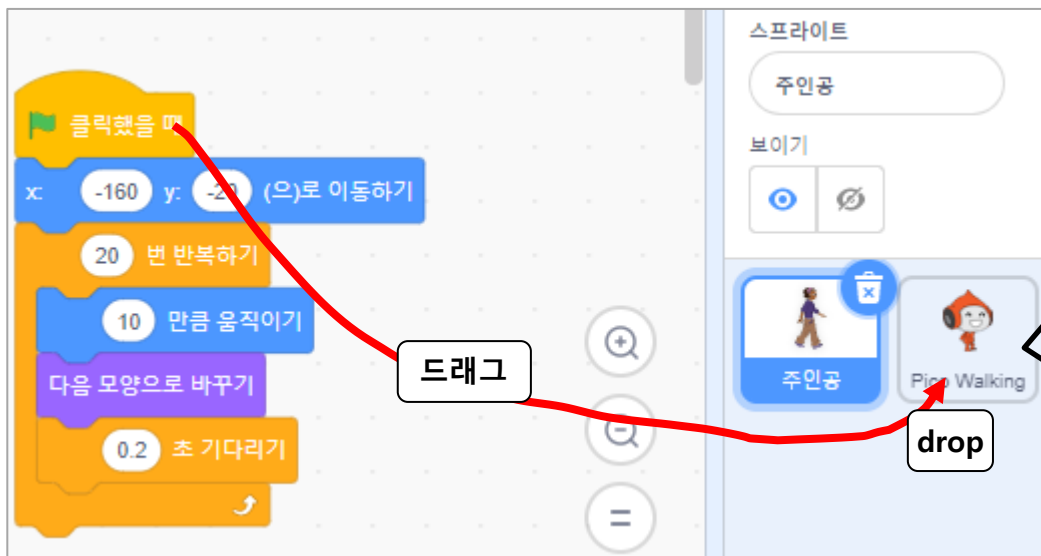 스프라이트
주인공
보이기
클릭했을 때
x: -160 y: -20 (으)로 이동하기
20 번 반복하기
10 만큼 움직이기
다음 모양으로 바꾸기
0.2 초 기다리기
드래그
주인공
Pico Walking
drop